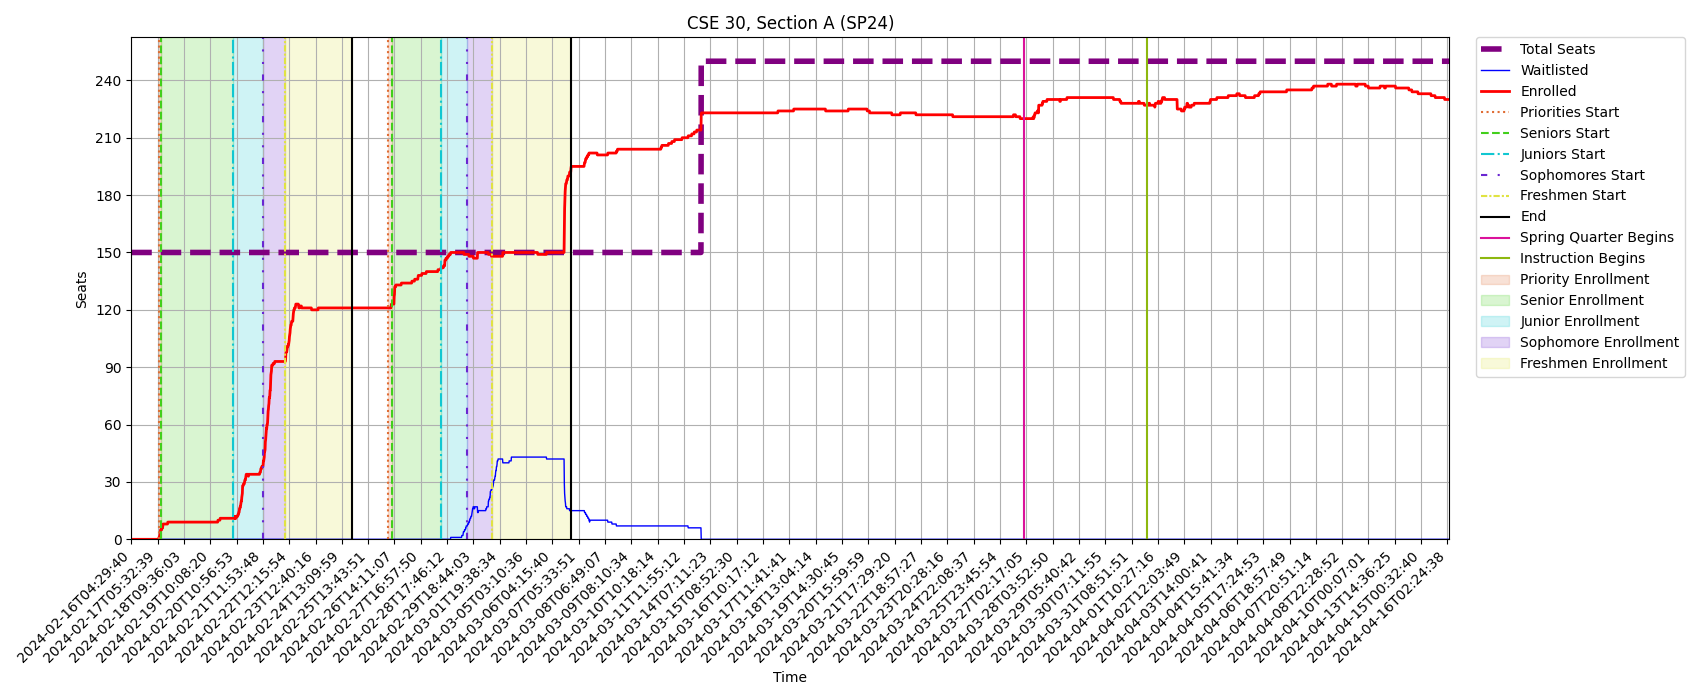 CSE 30, Section A (SP24)
Seats
240
210
180
150
120
90
60
30
0
2024-02-16T04:29:40
2024-02-17T05:32:39
2024-02-18T09:36:03
2024-02-19T10:08:20
2024-02-20T10:56:53
2024-02-21T11:53:48
2024-02-22T12:15:54
2024-02-23T12:40:16
2024-02-24T13:09:59
2024-02-25T13:43:51
2024-02-26T14:11:07
2024-02-27T16:57:50
2024-02-28T17:46:12
2024-02-29T18:44:03
2024-03-01T19:38:34
2024-03-05T03:10:36
2024-03-06T04:15:40
2024-03-07T05:33:51
2024-03-08T06:49:07
2024-03-09T08:10:34
2024-03-10T10:18:14
2024-03-11T11:55:12
2024-03-14T07:11:23
2024-03-15T08:52:30
2024-03-16T10:17:12
2024-03-17T11:41:41
2024-03-18T13:04:14
2024-03-19T14:30:45
2024-03-20T15:59:59
2024-03-21T17:29:20
2024-03-22T18:57:27
2024-03-23T20:28:16
2024-03-24T22:08:37
2024-03-25T23:45:54
2024-03-27T02:17:05
2024-03-28T03:52:50
2024-03-29T05:40:42
2024-03-30T07:11:55
2024-03-31T08:51:51
2024-04-01T10:27:16
2024-04-02T12:03:49
2024-04-03T14:00:41
2024-04-04T15:41:34
2024-04-05T17:24:53
2024-04-06T18:57:49
2024-04-07T20:51:14
2024-04-08T22:28:52
2024-04-10T00:07:01
2024-04-13T14:36:25
2024-04-15T00:32:40
2024-04-16T02:24:38
Time
Total Seats
Waitlisted
Enrolled
Priorities Start
Seniors Start
Juniors Start
Sophomores Start
Freshmen Start
End
Spring Quarter Begins
Instruction Begins
Priority Enrollment
Senior Enrollment
Junior Enrollment
Sophomore Enrollment
Freshmen Enrollment